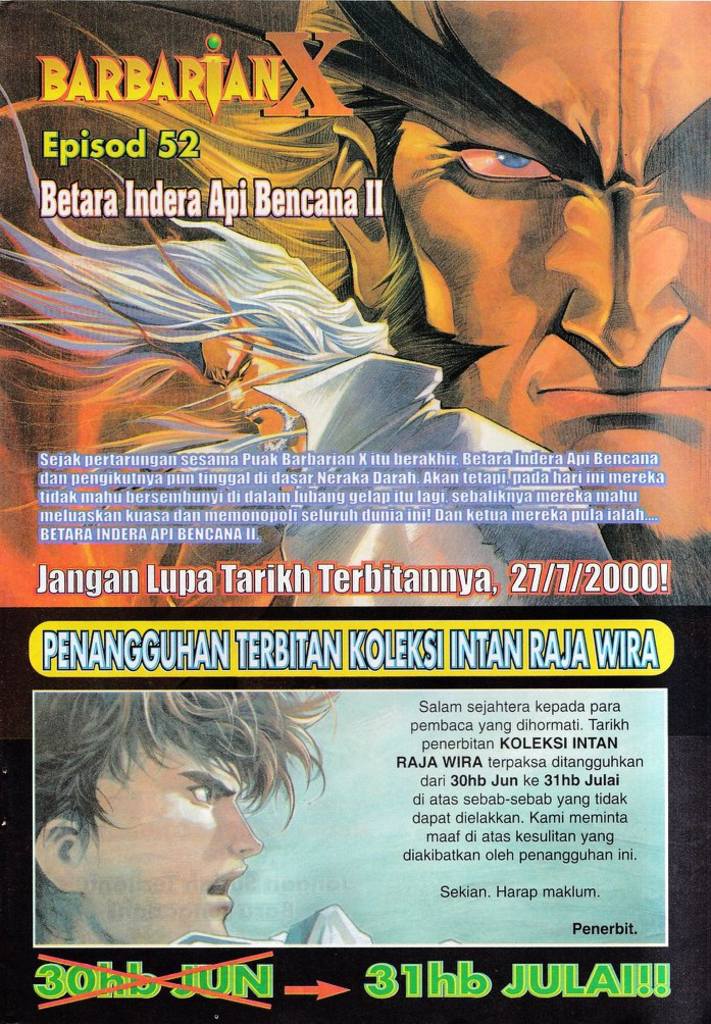 BARBARIAN X
Episod 52
Betara Indera Api Bencana II
Sejak pertarungan sesama Puak Barbarian X itu berakhir, Betara Indera Api Bencana
dan pengikutnya pun tinggal di dasar Neraka Darah. Akan tetapi, pada hari ini mereka
tidak mahu bersembunyi di dalam lubang gelap itu lagi, sebaliknya mereka mahu
meluaskan kuasa dan memonopoli seluruh dunia ini! Dan ketua mereka pula ialah....
BETARA INDERA API BENCANA II.
Jangan Lupa Tarikh Terbitannya, 27/7/2000!
PENANGGUHAN TERBITAN KOLEKSI INTAN RAJA WIRA
Salam sejahtera kepada para
pembaca yang dihormati. Tarikh
penerbitan KOLEKSI INTAN
RAJA WIRA terpaksa ditangguhkan
dari 30hb Jun ke 31hb Julai
di atas sebab-sebab yang tidak
dapat dielakkan. Kami meminta
maaf di atas kesulitan yang
diakibatkan oleh penangguhan ini.
Sekian. Harap maklum.
Penerbit.
30hb JUN → 31hb JULAI!!